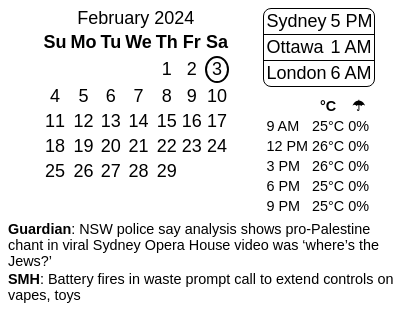 February 2024
Su Mo Tu We Th Fr Sa
1 2 3
4 5 6 7 8 9 10
11 12 13 14 15 16 17
18 19 20 21 22 23 24
25 26 27 28 29
Sydney 5 PM
Ottawa 1 AM
London 6 AM
°C ☂
9 AM 25°C 0%
12 PM 26°C 0%
3 PM 26°C 0%
6 PM 25°C 0%
9 PM 25°C 0%
Guardian: NSW police say analysis shows pro-Palestine
chant in viral Sydney Opera House video was ‘where’s the
Jews?’
SMH: Battery fires in waste prompt call to extend controls on
vapes, toys